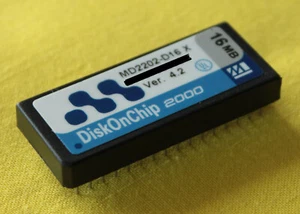 MD2202-D16 X
Ver. 4.2
16 MB
DiskOnChip 2000